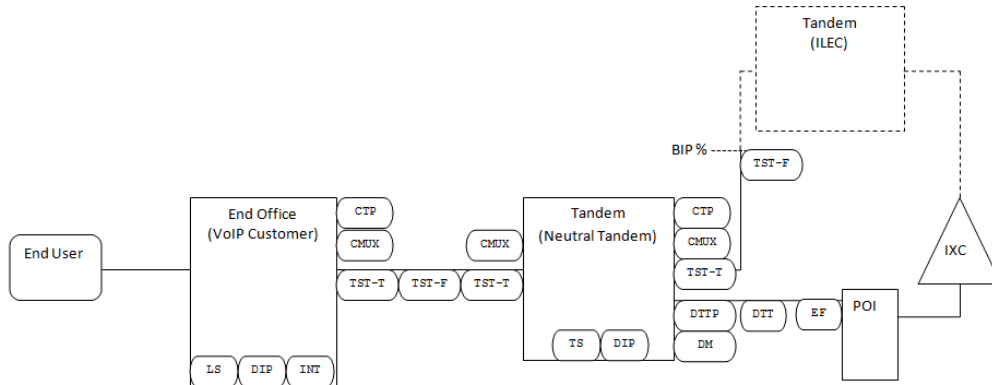 Tandem
(ILEC)
BIP %
TST-F
End Office
(VoIP Customer)
CTP
CMUX
CMUX
Tandem
(Neutral Tandem)
CTP
CMUX
End User
IXC
TST-T
TST-F
TST-T
TST-T
DTTP
DTT
EF
POI
DM
TS
DIP
LS
DIP
INT